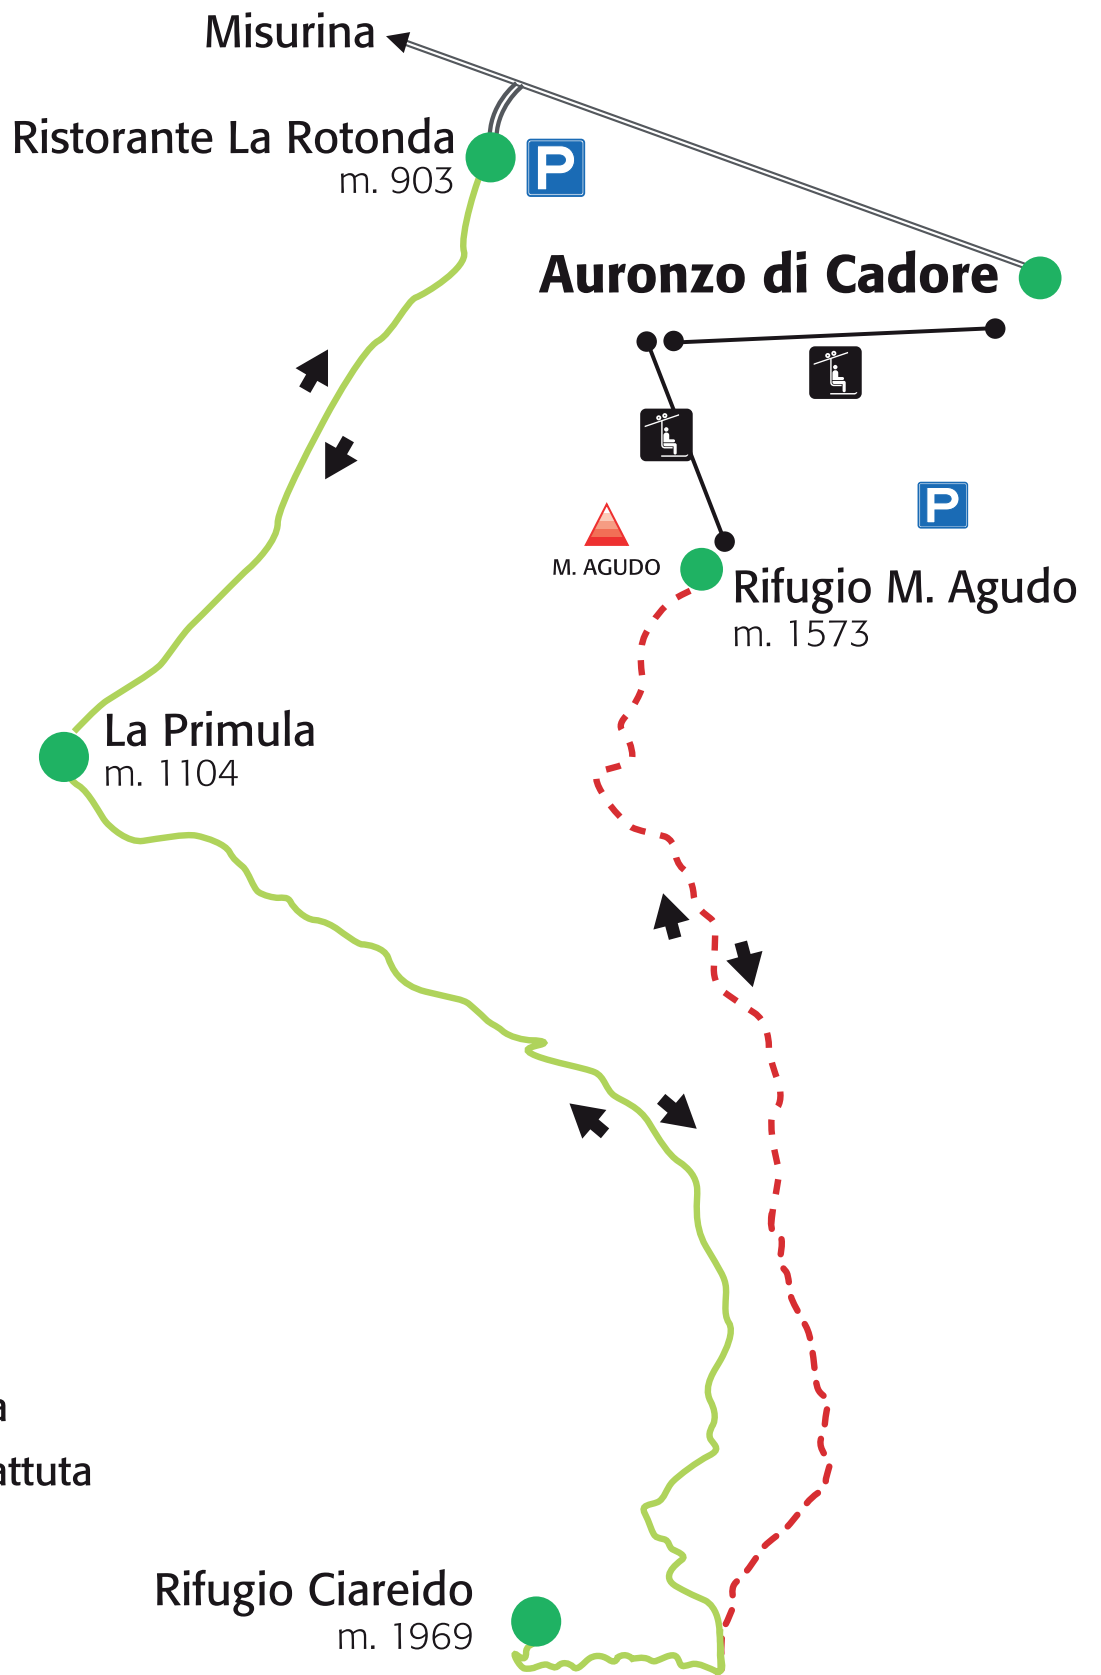 Misurina
Ristorante La Rotonda
m. 903
P
Auronzo di Cadore
P
M. AGUDO
Rifugio M. Agudo
m. 1573
La Primula
m. 1104
a
attuta
Rifugio Ciareido
m. 1969